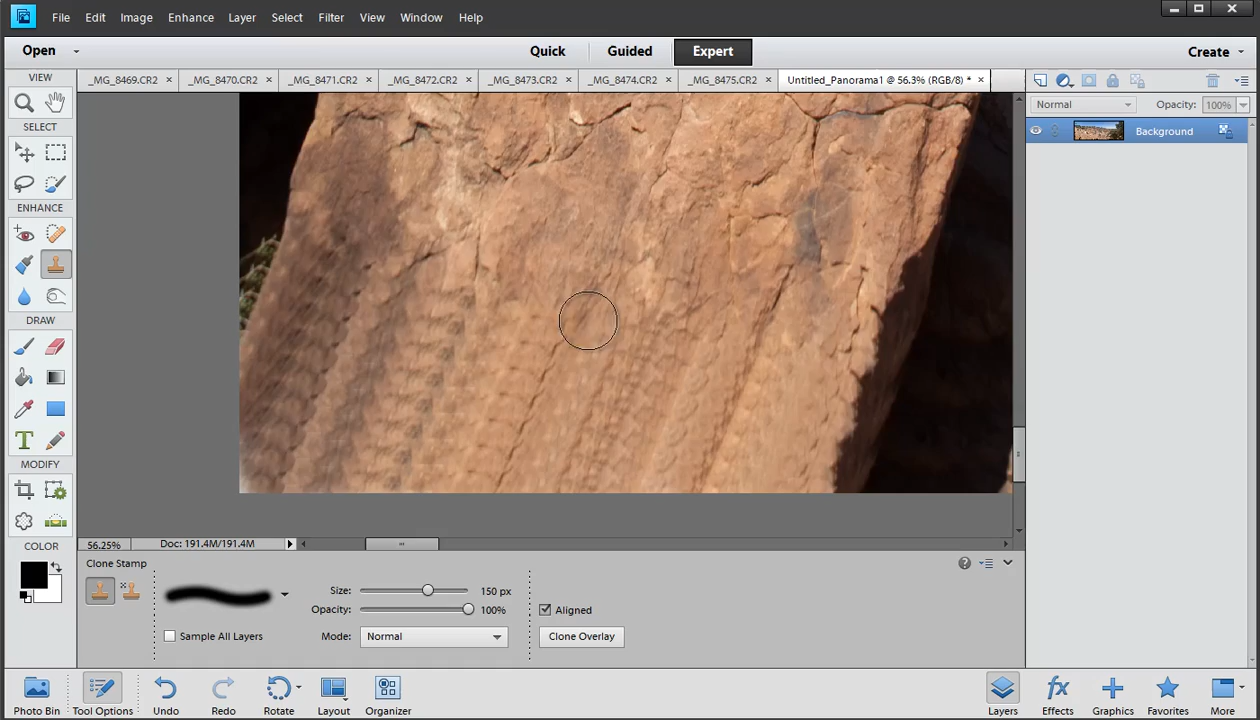 File Edit Image Enhance Layer Select Filter View Window Help
Open Quick Guided Expert Create
VIEW
_MG_8469.CR2 × _MG_8470.CR2 × _MG_8471.CR2 × _MG_8472.CR2 × _MG_8473.CR2 × _MG_8474.CR2 × _MG_8475.CR2 × Untitled_Panorama1 @ 56.3% (RGB/8) * ×
Normal Opacity: 100%
SELECT
Background
ENHANCE
DRAW
T
MODIFY
COLOR
56.25% Doc: 191.4M/191.4M
Clone Stamp
Size: 150 px
Opacity: 100%
Aligned
Sample All Layers
Mode: Normal
Clone Overlay
Photo Bin Tool Options Undo Redo Rotate Layout Organizer
fx
Layers Effects Graphics Favorites More